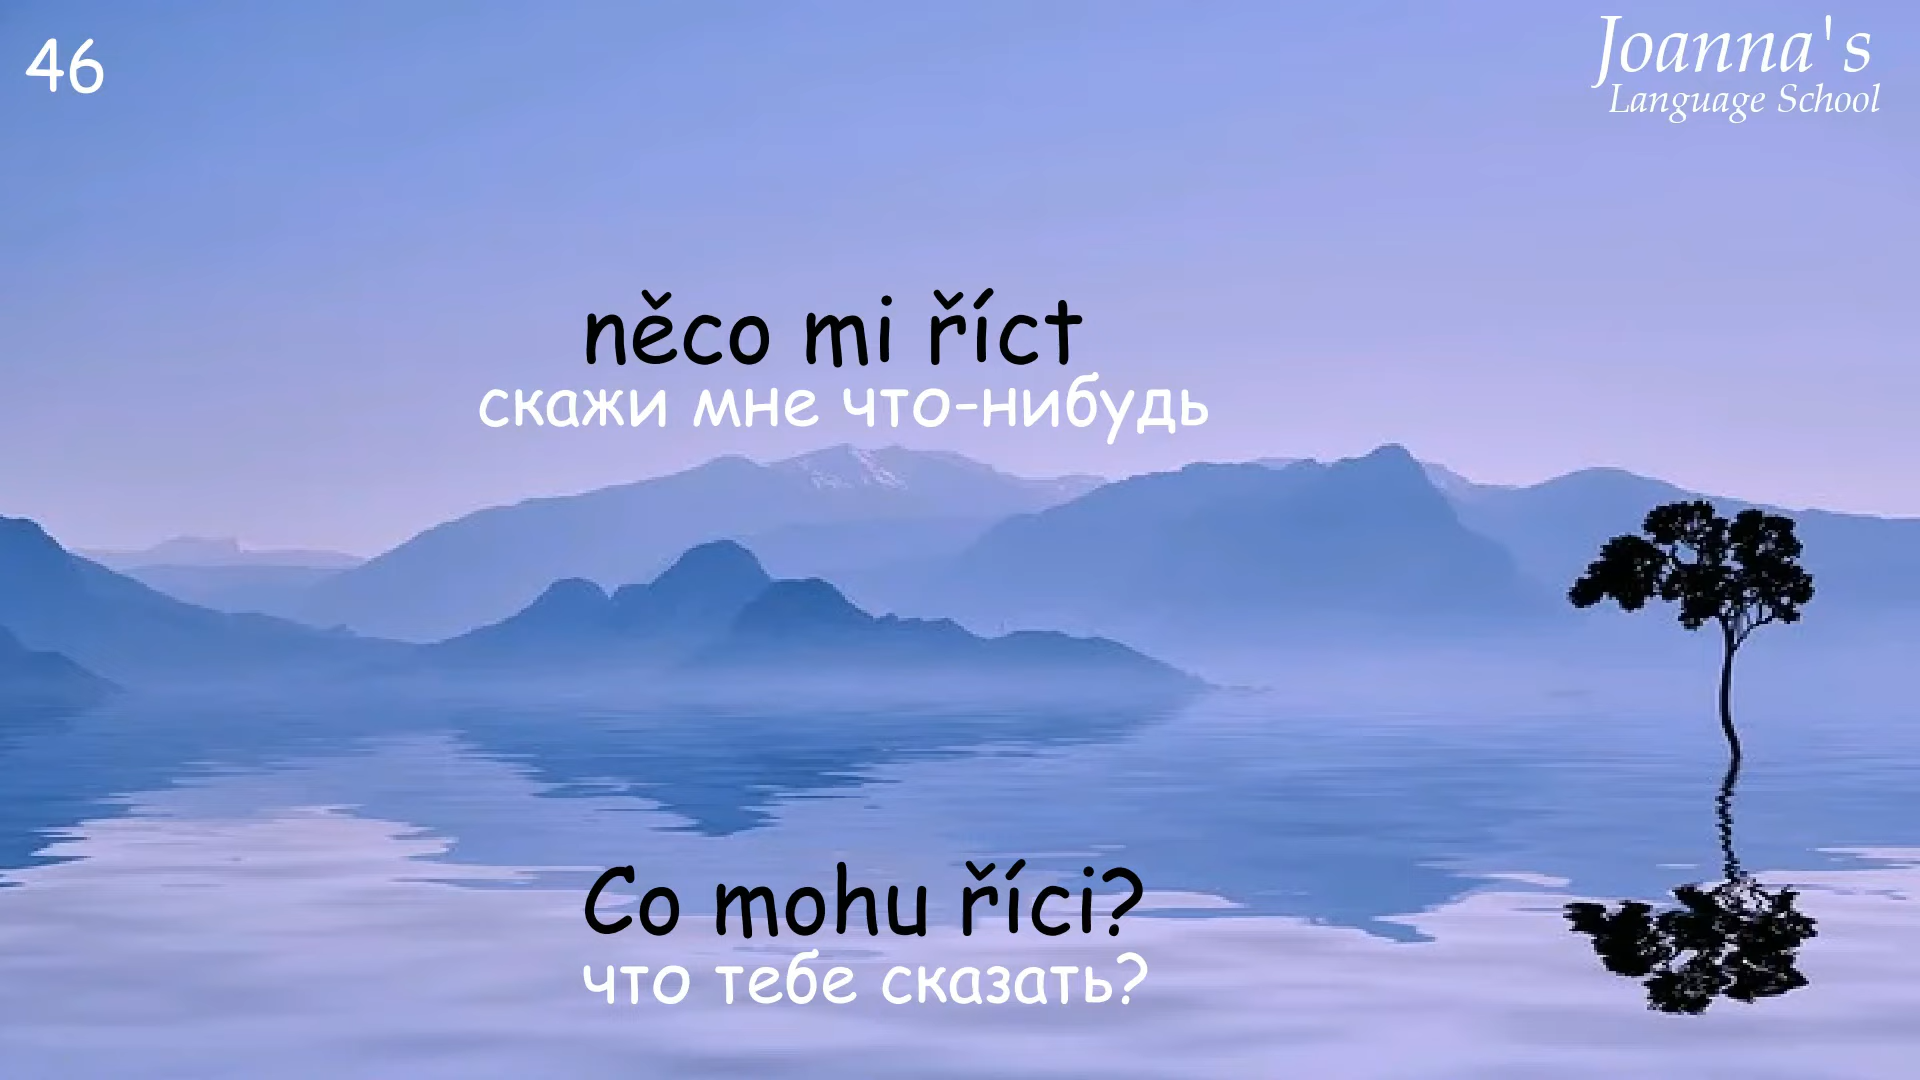 46
Joanna's
Language School
něco mi říct
скажи мне что-нибудь
Co mohu říci?
что тебе сказать?